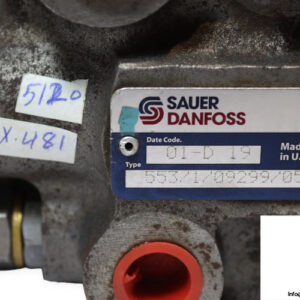 5120
X.481
SAUER
DANFOSS
Date Code.
01-D 19
Made
in U.
Type
553/1/09299/05